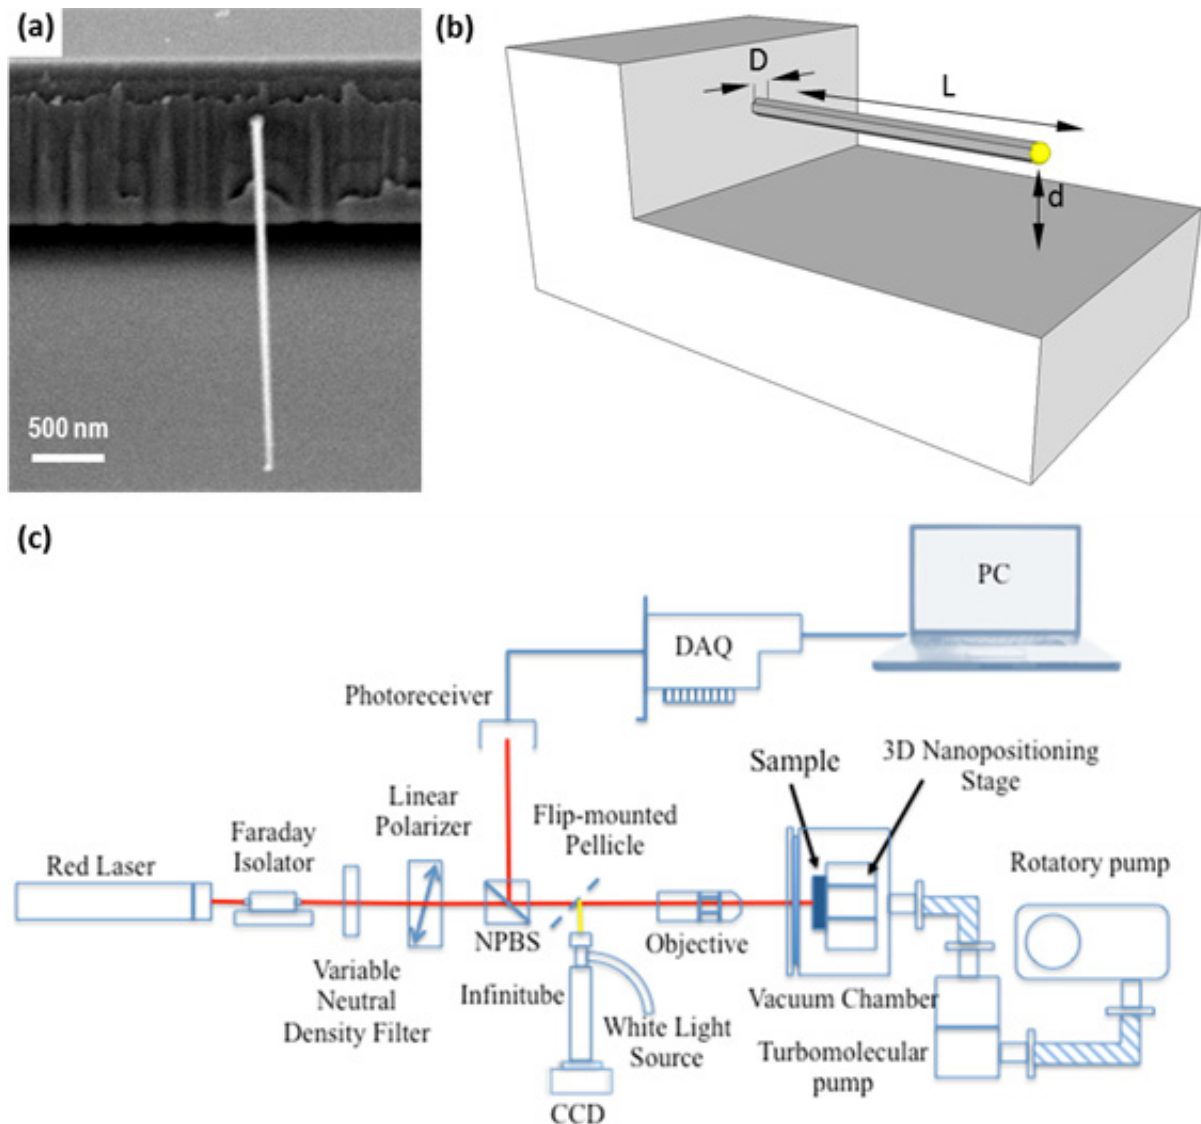 (a)
500 nm
(b)
D
L
d
(c)
PC
DAQ
Photoreceiver
Sample
3D Nanopositioning
Stage
Linear
Polarizer
Flip-mounted
Pellicle
Faraday
Isolator
Red Laser
Rotatory pump
NPBS
Objective
Variable
Neutral
Density Filter
Infinitube
White Light
Source
Vacuum Chamber
Turbomolecular
pump
CCD